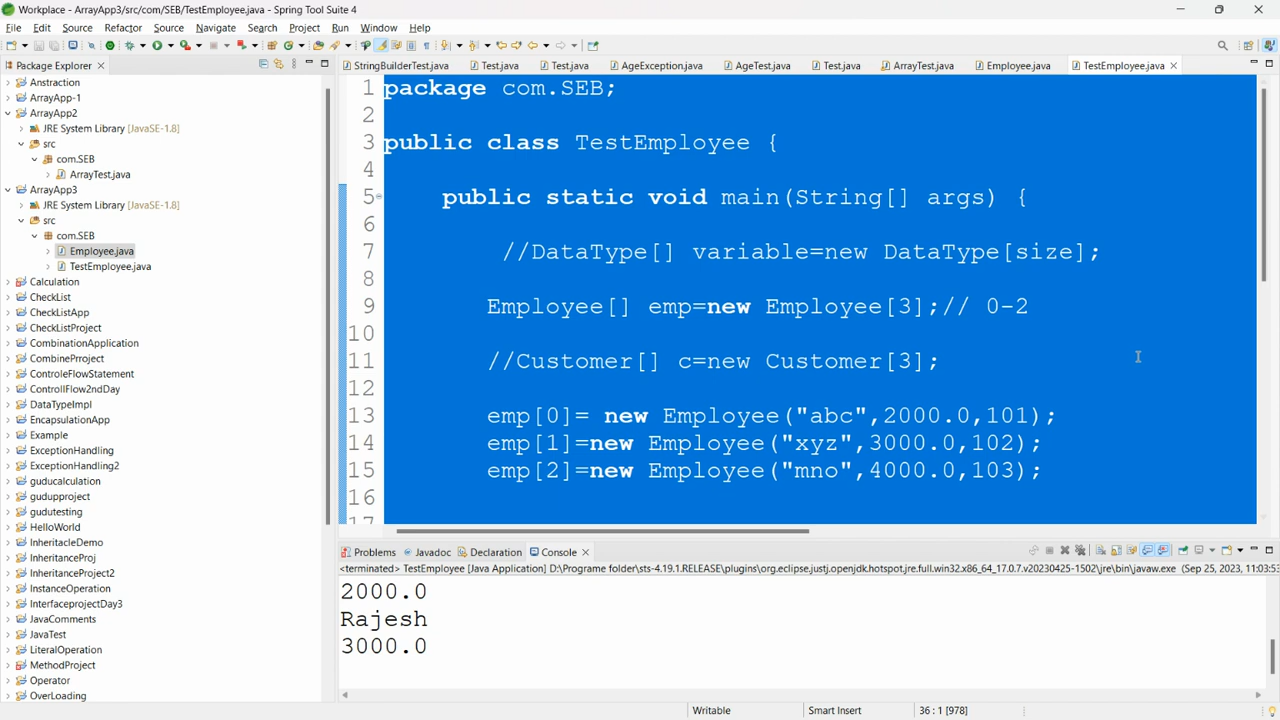 Workplace - ArrayApp3/src/com/SEB/TestEmployee.java - Spring Tool Suite 4
File Edit Source Refactor Source Navigate Search Project Run Window Help
Package Explorer
StringBuilderTest.java Test.java Test.java AgeException.java AgeTest.java Test.java ArrayTest.java Employee.java TestEmployee.java
Anstraction
ArrayApp-1
ArrayApp2
JRE System Library [JavaSE-1.8]
src
com.SEB
ArrayTest.java
ArrayApp3
JRE System Library [JavaSE-1.8]
src
com.SEB
Employee.java
TestEmployee.java
Calculation
CheckList
CheckListApp
CheckListProject
CombinationApplication
CombinePrroject
ControleFlowStatement
ControllFlow2ndDay
DataTypeImpl
EncapsulationApp
Example
ExceptionHandling
ExceptionHandling2
guducalculation
gudupproject
gudutesting
HelloWorld
InheritacleDemo
InheritanceProj
InheritanceProject2
InstanceOperation
InterfaceprojectDay3
JavaComments
JavaTest
LiteralOperation
MethodProject
Operator
OverLoading
1 package com.SEB;
2
3 public class TestEmployee {
4
5 public static void main(String[] args) {
6
7 //DataType[] variable=new DataType[size];
8
9 Employee[] emp=new Employee[3];// 0-2
10
11 //Customer[] c=new Customer[3];
12
13 emp[0]= new Employee("abc",2000.0,101);
14 emp[1]=new Employee("xyz",3000.0,102);
15 emp[2]=new Employee("mno",4000.0,103);
16
17
Problems Javadoc Declaration Console
<terminated> TestEmployee [Java Application] D:\Programe folder\sts-4.19.1.RELEASE\plugins\org.eclipse.justj.openjdk.hotspot.jre.full.win32.x86_64_17.0.7.v20230425-1502\jre\bin\javaw.exe (Sep 25, 2023, 11:03:53
2000.0
Rajesh
3000.0
Writable Smart Insert 36 : 1 [978]